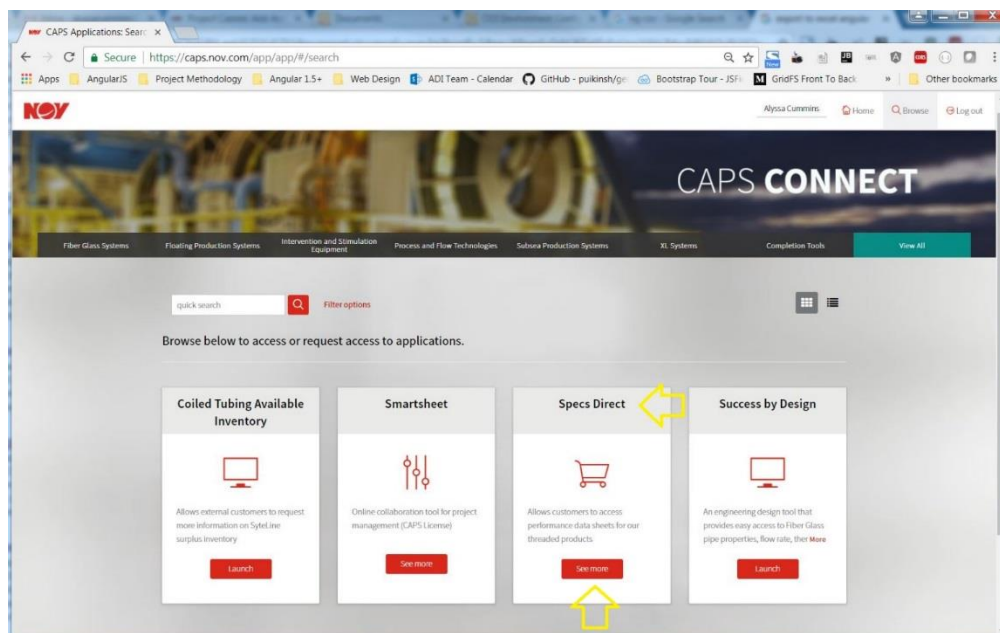 CAPS Applications: Searc
Secure | https://caps.nov.com/app/app/#/search
Apps AngularJS Project Methodology Angular 1.5+ Web Design ADI Team - Calendar GitHub - puikinsh/ge Bootstrap Tour - JSFi GridFS Front To Back » Other bookmarks
NOV Alyssa Cummins Home Browse Log out
CAPS CONNECT
Fiber Glass Systems Floating Production Systems Intervention and Stimulation Equipment Process and Flow Technologies Subsea Production Systems XL Systems Completion Tools View All
quick search Filter options
Browse below to access or request access to applications.
Coiled Tubing Available
Inventory
Allows external customers to request
more information on SyteLine
surplus inventory
Launch
Smartsheet
Online collaboration tool for project
management (CAPS License)
See more
Specs Direct
Allows customers to access
performance data sheets for our
threaded products
See more
Success by Design
An engineering design tool that
provides easy access to Fiber Glass
pipe properties, flow rate, ther More
Launch